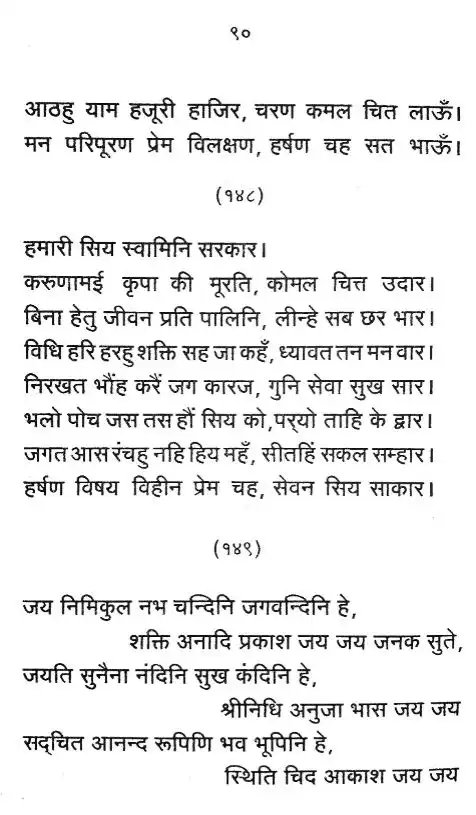 ९०
आठहु याम हजूरी हाजिर, चरण कमल चित लाऊँ।
मन परिपूरण प्रेम विलक्षण, हर्षण चह सत भाऊँ।
(१४८)
हमारी सिय स्वामिनि सरकार।
करुणामई कृपा की मूरति, कोमल चित्त उदार।
बिना हेतु जीवन प्रति पालिनि, लीन्हे सब छर भार।
विधि हरि हरहु शक्ति सह जा कहँ, ध्यावत तन मन वार।
निरखत भौंह करैं जग कारज, गुनि सेवा सुख सार।
भलो पोच जस तस हौं सिय को, पर्‌यो ताहि के द्वार।
जगत आस रंचहु नहि हिय महँ, सीतहिं सकल सम्हार।
हर्षण विषय विहीन प्रेम चह, सेवन सिय साकार।
(१४९)
जय निमिकुल नभ चन्दिनि जगवन्दिनि हे,
शक्ति अनादि प्रकाश जय जय जनक सुते,
जयति सुनैना नंदिनि सुख कंदिनि हे,
श्रीनिधि अनुजा भास जय जय
सद्‌चित आनन्द रूपिणि भव भूपिनि हे,
स्थिति चिद आकाश जय जय